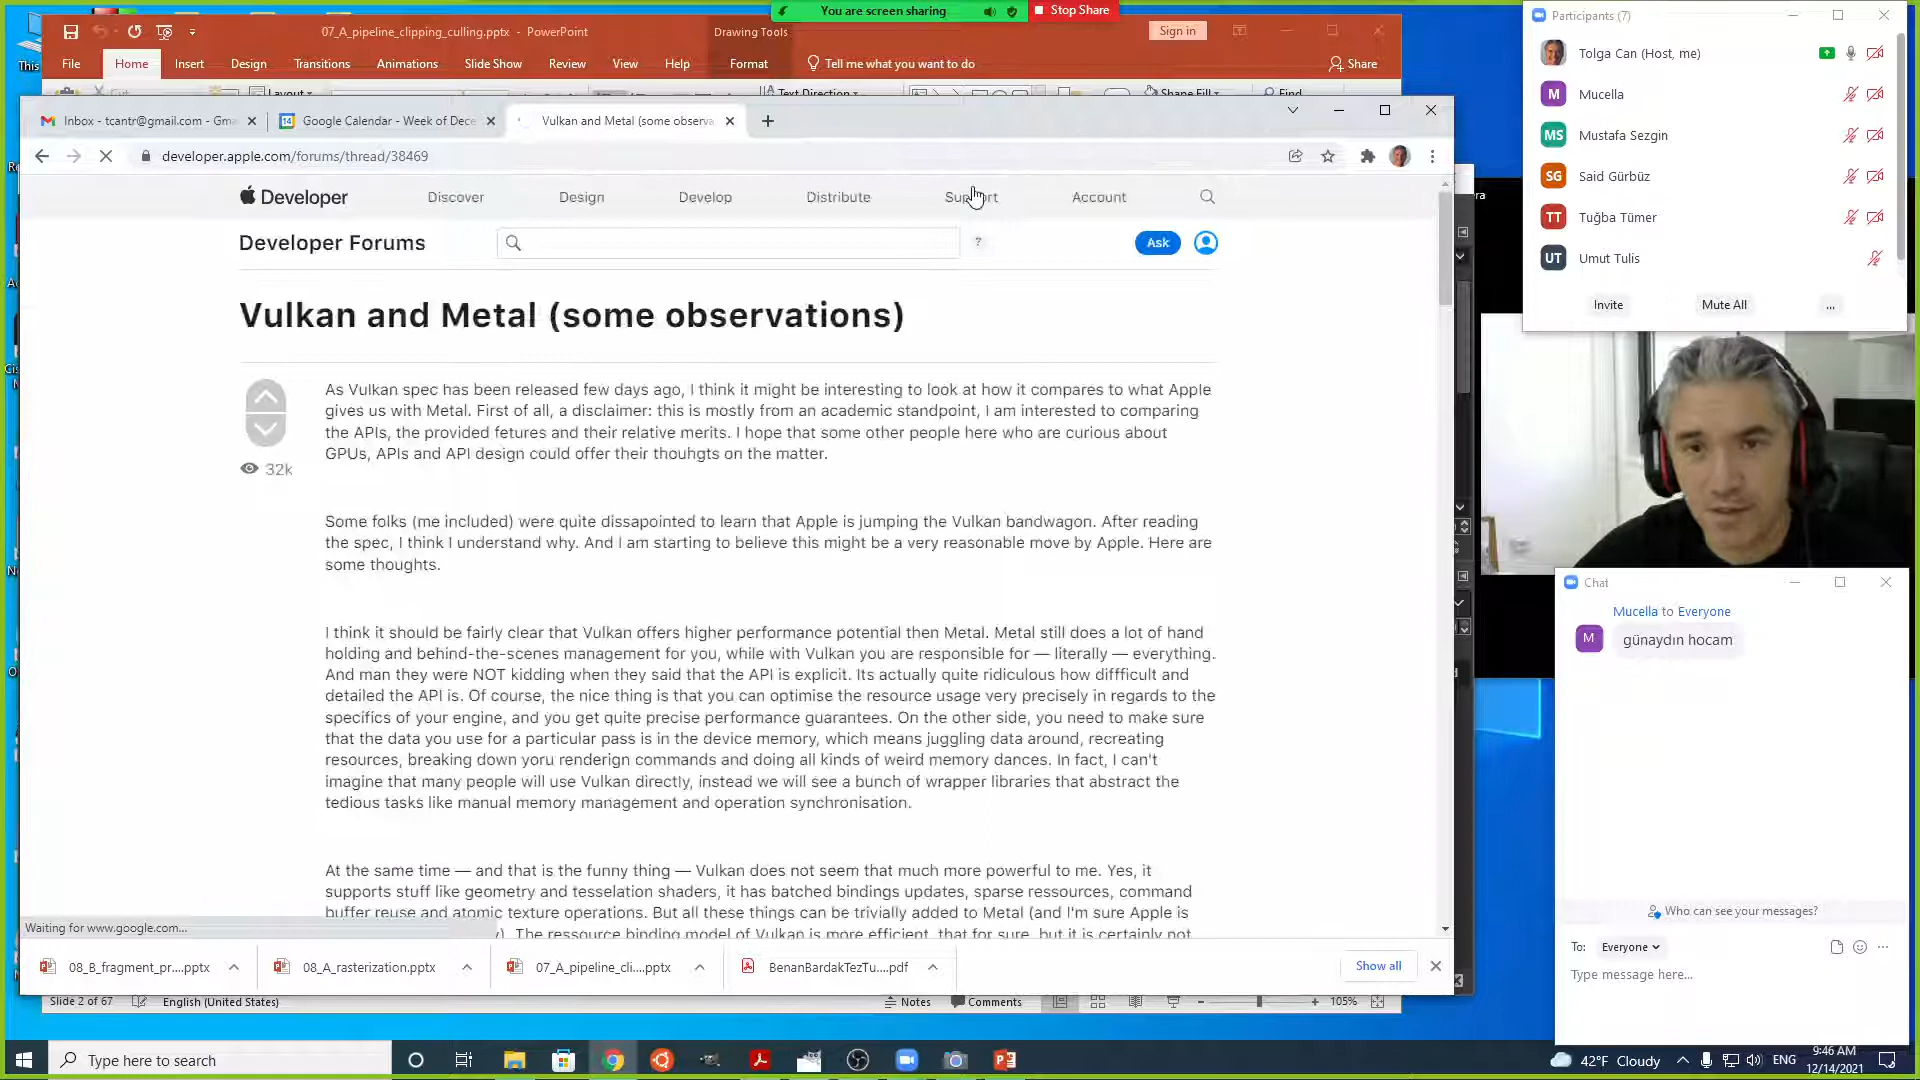 You are screen sharing
Stop Share
07_A_pipeline_clipping_culling.pptx - PowerPoint
Drawing Tools
Sign in
File Home Insert Design Transitions Animations Slide Show Review View Help Format Tell me what you want to do Share
Inbox - tcantr@gmail.com - Gma
Google Calendar - Week of Dece
Vulkan and Metal (some observa
developer.apple.com/forums/thread/38469
Developer Discover Design Develop Distribute Support Account
Developer Forums
?
Ask
Vulkan and Metal (some observations)
As Vulkan spec has been released few days ago, I think it might be interesting to look at how it compares to what Apple
gives us with Metal. First of all, a disclaimer: this is mostly from an academic standpoint, I am interested to comparing
the APIs, the provided fetures and their relative merits. I hope that some other people here who are curious about
GPUs, APIs and API design could offer their thouhgts on the matter.
32k
Some folks (me included) were quite dissapointed to learn that Apple is jumping the Vulkan bandwagon. After reading
the spec, I think I understand why. And I am starting to believe this might be a very reasonable move by Apple. Here are
some thoughts.
I think it should be fairly clear that Vulkan offers higher performance potential then Metal. Metal still does a lot of hand
holding and behind-the-scenes management for you, while with Vulkan you are responsible for — literally — everything.
And man they were NOT kidding when they said that the API is explicit. Its actually quite ridiculous how difficult and
detailed the API is. Of course, the nice thing is that you can optimise the resource usage very precisely in regards to the
specifics of your engine, and you get quite precise performance guarantees. On the other side, you need to make sure
that the data you use for a particular pass is in the device memory, which means juggling data around, recreating
resources, breaking down yoru renderign commands and doing all kinds of weird memory dances. In fact, I can't
imagine that many people will use Vulkan directly, instead we will see a bunch of wrapper libraries that abstract the
tedious tasks like manual memory management and operation synchronisation.
At the same time — and that is the funny thing — Vulkan does not seem that much more powerful to me. Yes, it
supports stuff like geometry and tesselation shaders, it has batched bindings updates, sparse ressources, command
buffer reuse and atomic texture operations. But all these things can be trivially added to Metal (and I'm sure Apple is
The ressource binding model of Vulkan is more efficient, that for sure, but it is certainly not
Waiting for www.google.com...
08_B_fragment_pr....pptx
08_A_rasterization.pptx
07_A_pipeline_cli....pptx
BenanBardakTezTu....pdf
Show all
Slide 2 of 67
English (United States)
Notes
Comments
105%
Participants (7)
Tolga Can (Host, me)
M Mucella
MS Mustafa Sezgin
SG Said Gürbüz
TT Tuğba Tümer
UT Umut Tulis
Invite
Mute All
...
Chat
Mucella to Everyone
M günaydın hocam
Who can see your messages?
To: Everyone
Type message here...
Type here to search
42°F Cloudy
ENG
9:46 AM
12/14/2021